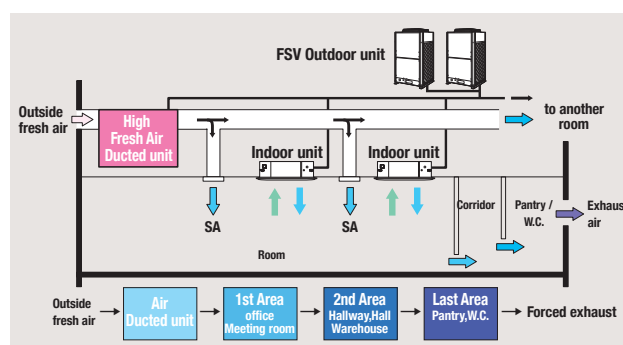 FSV Outdoor unit
Outside
fresh air
High
Fresh Air
Ducted unit
to another
room
Indoor unit
Indoor unit
SA
SA
Corridor
Pantry /
W.C.
Exhaust
air
Room
Outside
fresh air
Air
Ducted unit
1st Area
office
Meeting room
2nd Area
Hallway,Hall
Warehouse
Last Area
Pantry,W.C.
Forced exhaust